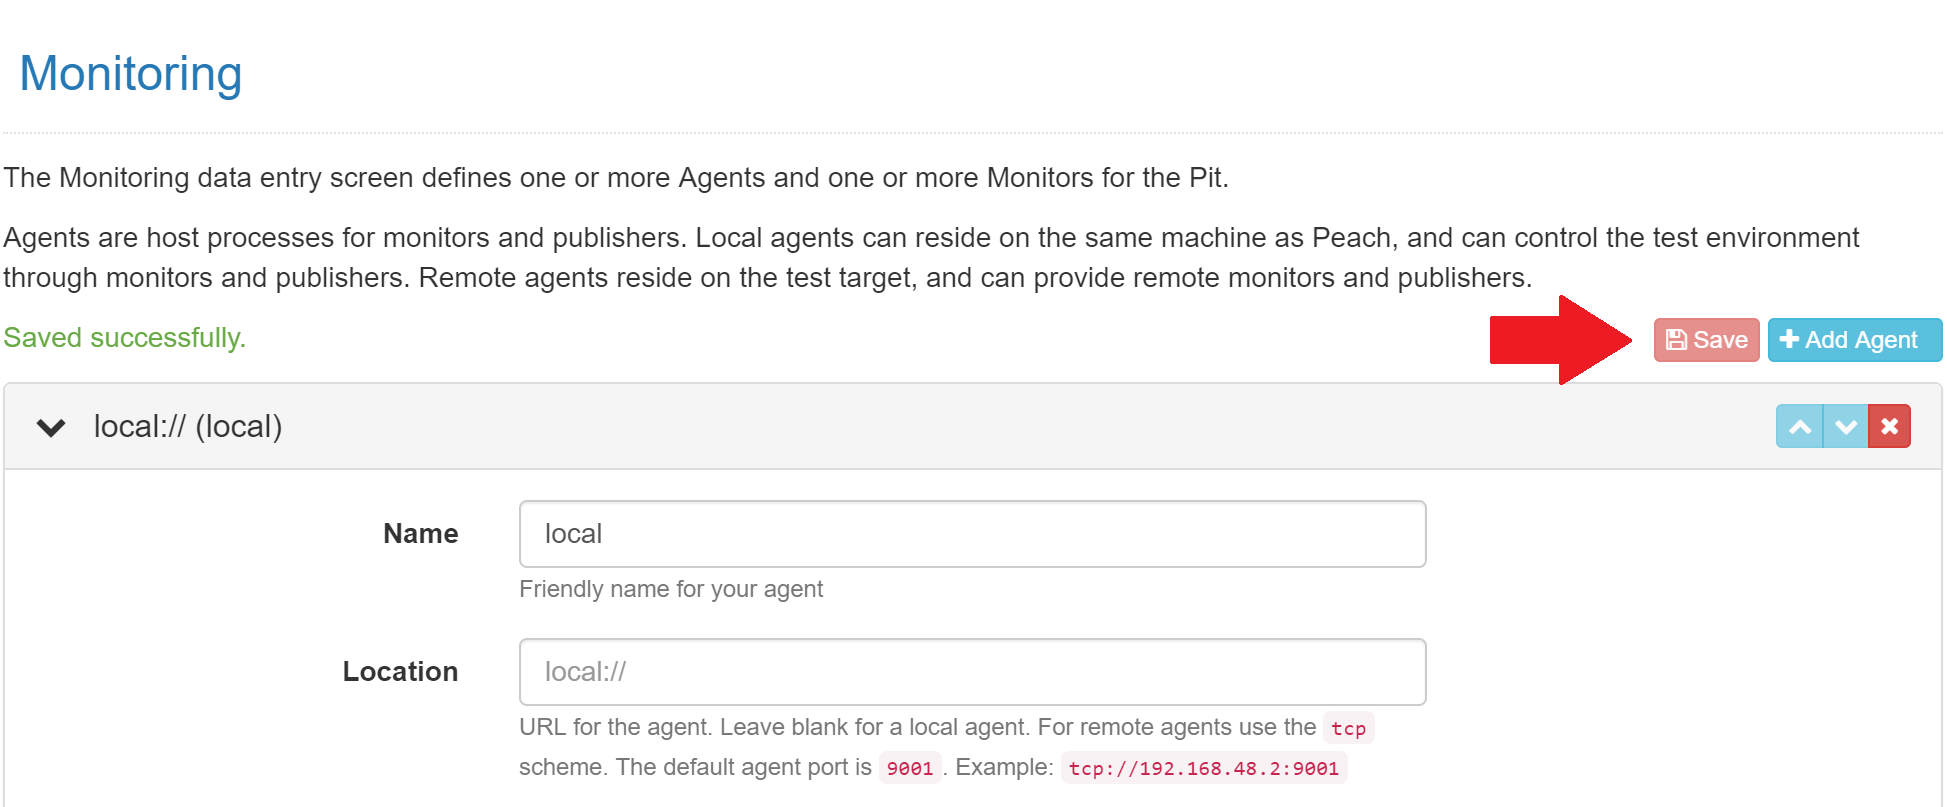 Monitoring
The Monitoring data entry screen defines one or more Agents and one or more Monitors for the Pit.
Agents are host processes for monitors and publishers. Local agents can reside on the same machine as Peach, and can control the test environment
through monitors and publishers. Remote agents reside on the test target, and can provide remote monitors and publishers.
Saved successfully.
Save
Add Agent
local:// (local)
Name
local
Friendly name for your agent
Location
local://
URL for the agent. Leave blank for a local agent. For remote agents use the tcp
scheme. The default agent port is 9001. Example: tcp://192.168.48.2:9001